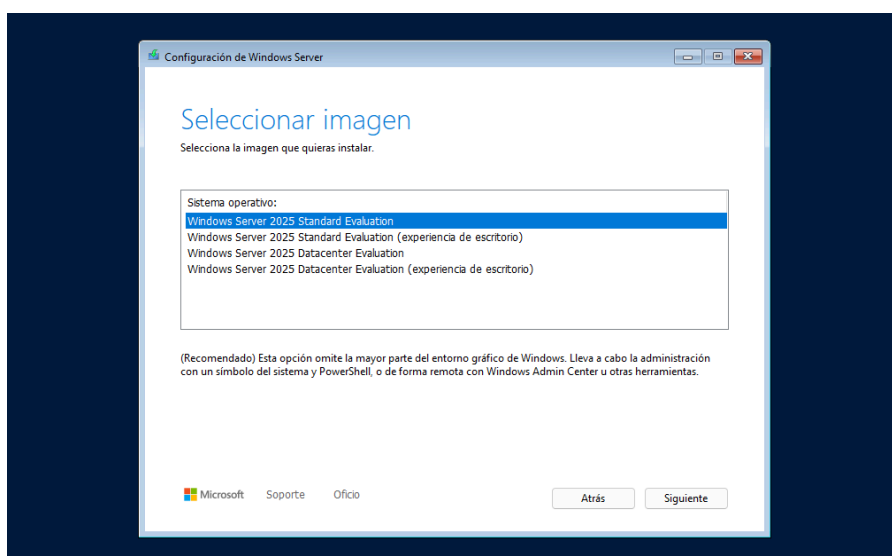 Configuración de Windows Server
Seleccionar imagen
Selecciona la imagen que quieras instalar.
Sistema operativo:
Windows Server 2025 Standard Evaluation
Windows Server 2025 Standard Evaluation (experiencia de escritorio)
Windows Server 2025 Datacenter Evaluation
Windows Server 2025 Datacenter Evaluation (experiencia de escritorio)
(Recomendado) Esta opción omite la mayor parte del entorno gráfico de Windows. Lleva a cabo la administración
con un símbolo del sistema y PowerShell, o de forma remota con Windows Admin Center u otras herramientas.
Microsoft Soporte Oficio Atrás Siguiente